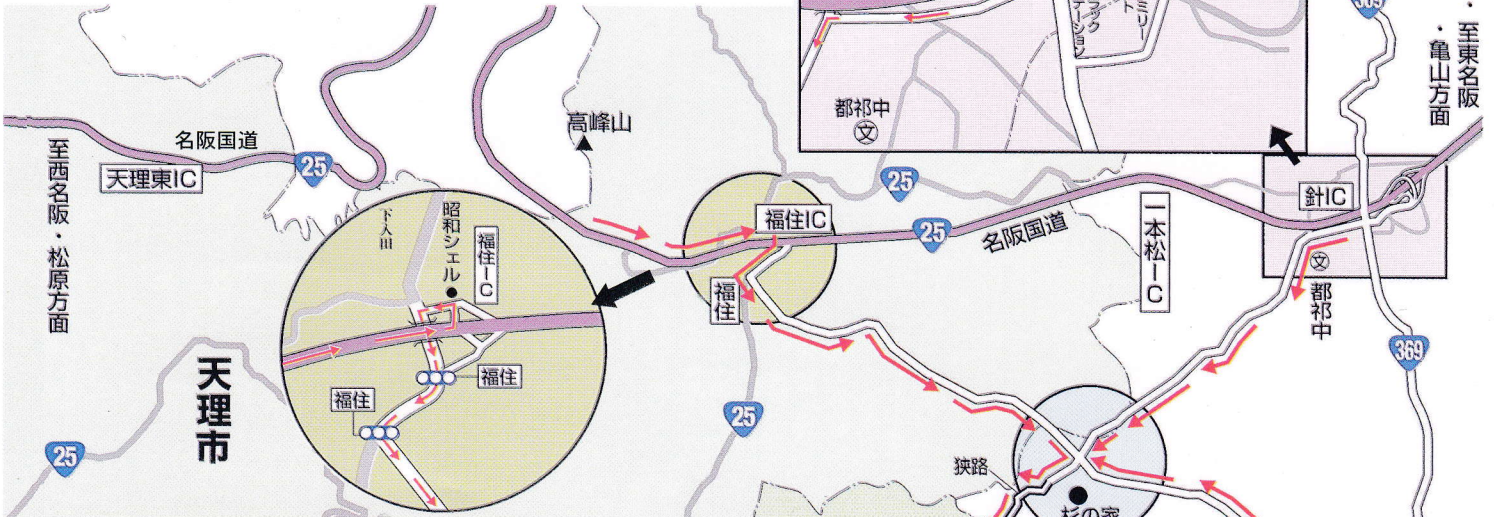 名阪国道
25
天理東IC
至西名阪・松原方面
高峰山
下入田
昭和シェル
福住IC
福住
福住
25
天理市
福住IC
福住
25
25
名阪国道
25
一本松IC
都祁中
文
針IC
文
都祁中
369
・至東名阪
・亀山方面
369
狭路
杉の家